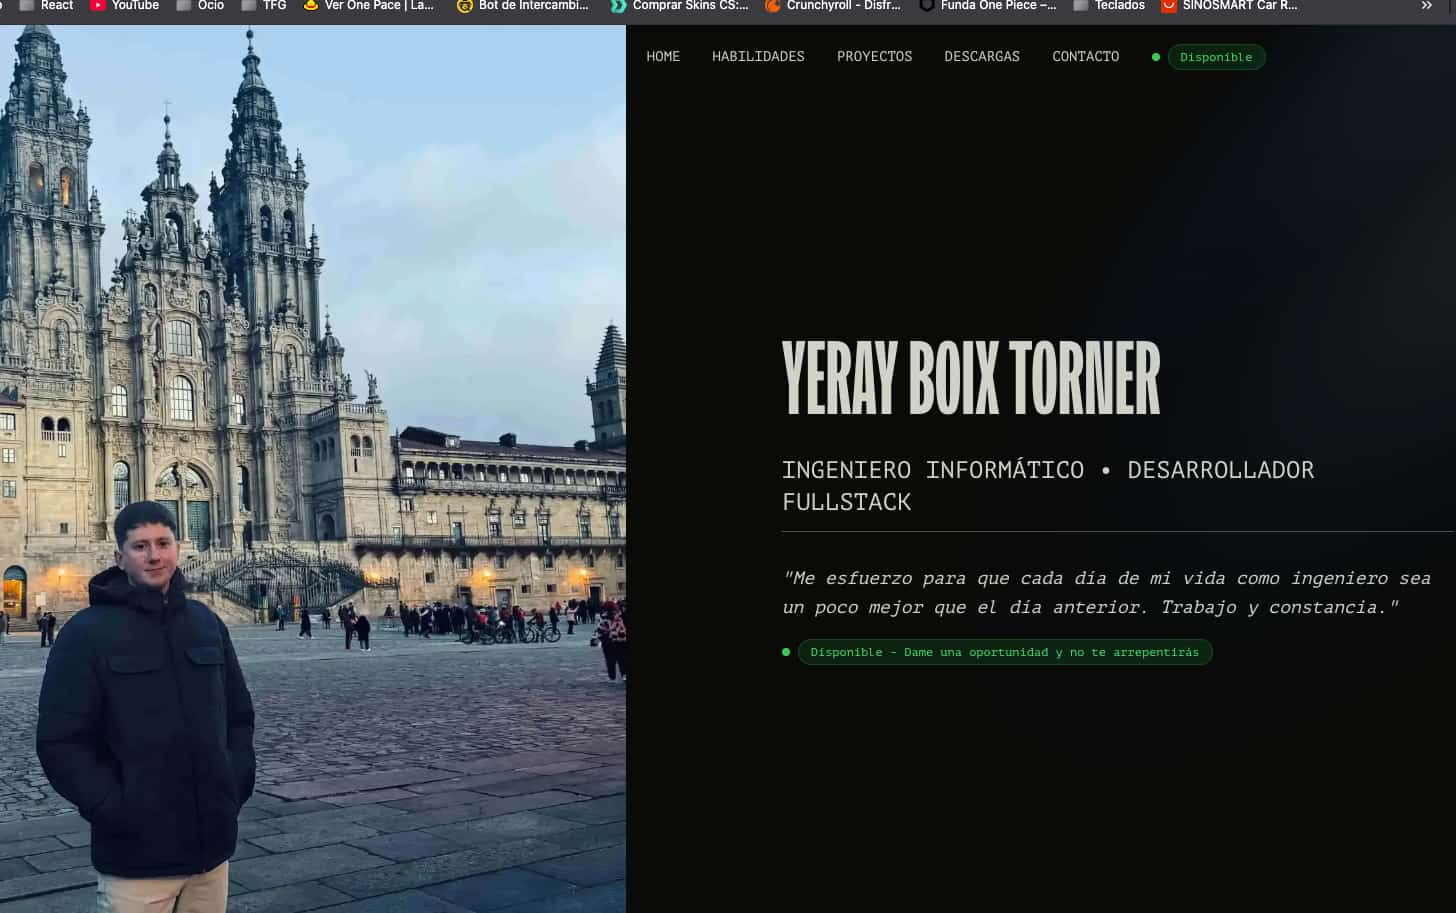 React YouTube Ocio TFG Ver One Pace | La... Bot de Intercambi... Comprar Skins CS:... Crunchyroll - Disfr... Funda One Piece –... Teclados SINOSMART Car R... »
HOME HABILIDADES PROYECTOS DESCARGAS CONTACTO Disponible
YERAY BOIX TORNER
INGENIERO INFORMÁTICO • DESARROLLADOR
FULLSTACK
"Me esfuerzo para que cada día de mi vida como ingeniero sea
un poco mejor que el día anterior. Trabajo y constancia."
Disponible - Dame una oportunidad y no te arrepentirás